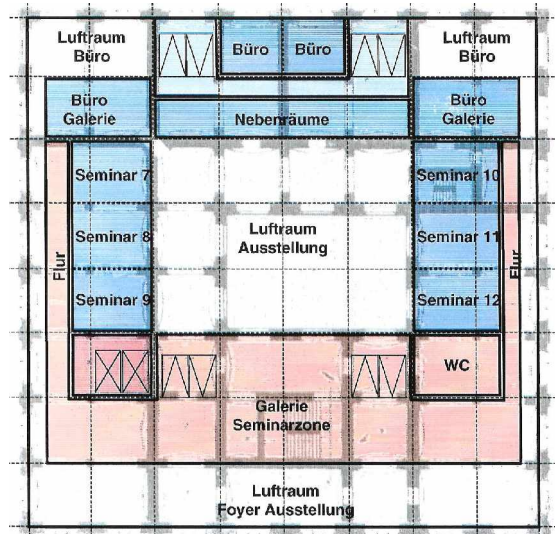 Luftraum
Büro
Büro
Büro
Luftraum
Büro
Büro
Galerie
Nebenräume
Büro
Galerie
Seminar 7
Seminar 10
Luftraum
Ausstellung
Seminar 8
Seminar 11
Flur
Flur
Seminar 9
Seminar 12
WC
Galerie
Seminarzone
Luftraum
Foyer Ausstellung